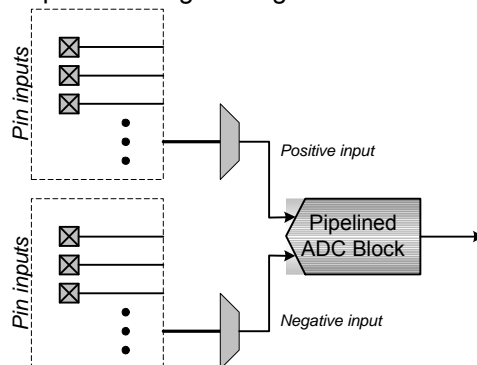 Pin inputs
Positive input
Pipelined
ADC Block
Pin inputs
Negative input